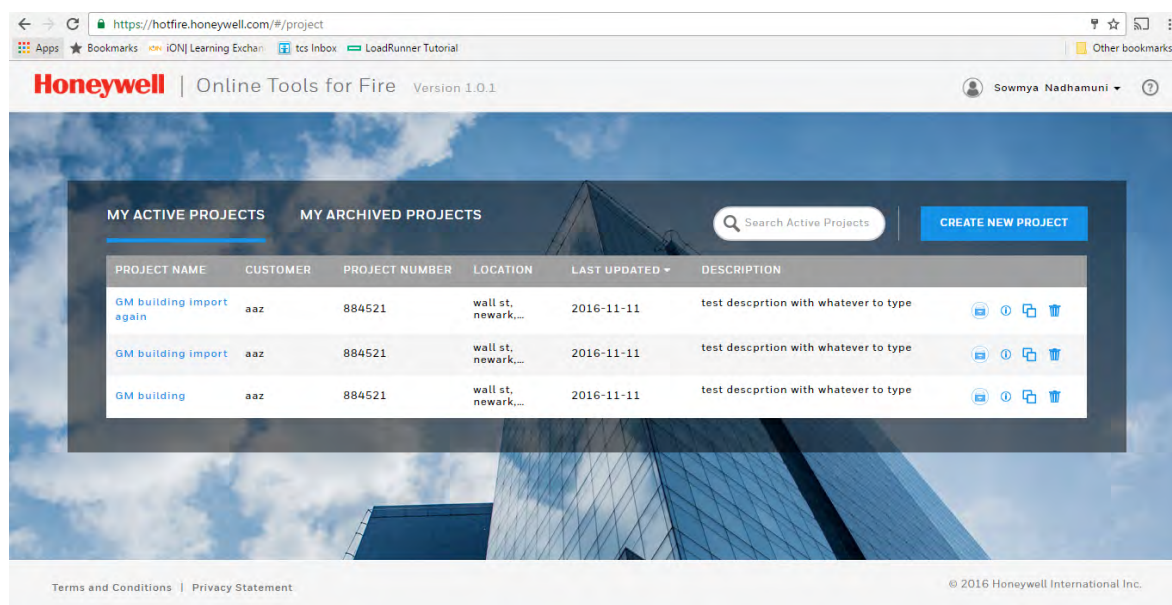 https://hotfire.honeywell.com/#/project
Apps Bookmarks iON| Learning Exchan tcs Inbox LoadRunner Tutorial Other bookmarks
Honeywell | Online Tools for Fire Version 1.0.1 Sowmya Nadhamuni
MY ACTIVE PROJECTS MY ARCHIVED PROJECTS Search Active Projects CREATE NEW PROJECT
PROJECT NAME CUSTOMER PROJECT NUMBER LOCATION LAST UPDATED DESCRIPTION
GM building import again aaz 884521 wall st, newark,... 2016-11-11 test descprtion with whatever to type
GM building import aaz 884521 wall st, newark,... 2016-11-11 test descprtion with whatever to type
GM building aaz 884521 wall st, newark,... 2016-11-11 test descprtion with whatever to type
Terms and Conditions | Privacy Statement © 2016 Honeywell International Inc.